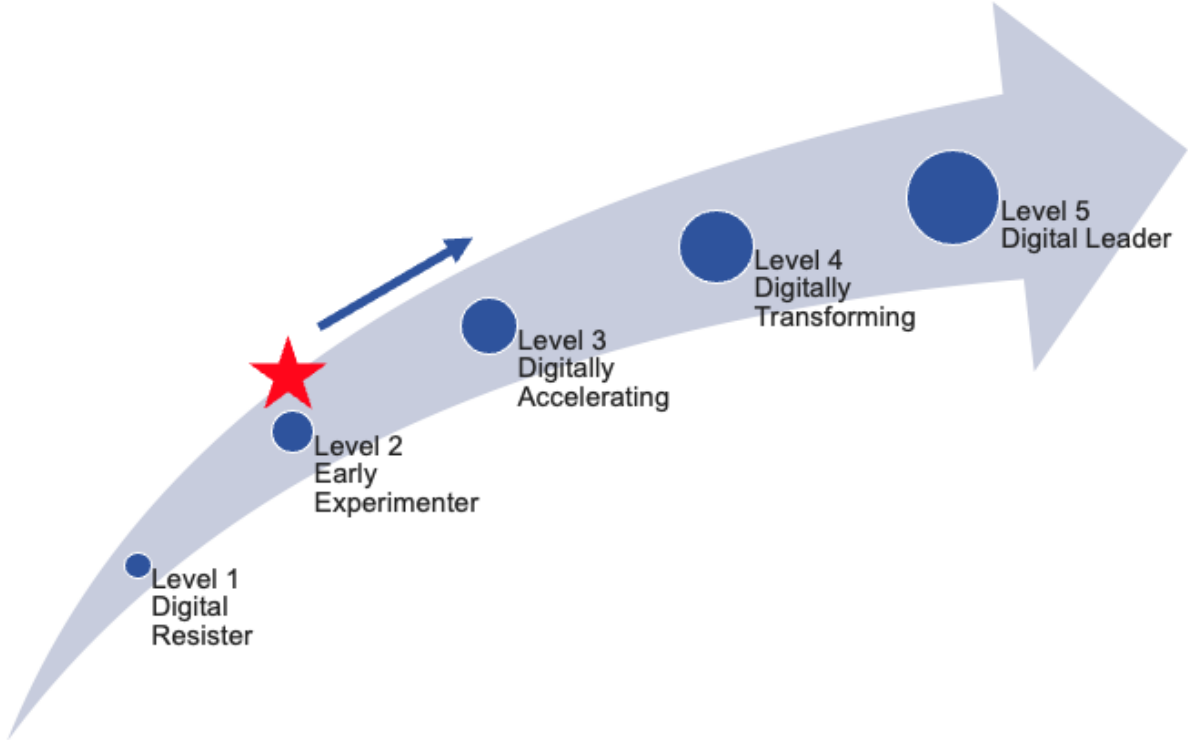 Level 1
Digital
Resister
Level 2
Early
Experimenter
Level 3
Digitally
Accelerating
Level 4
Digitally
Transforming
Level 5
Digital Leader